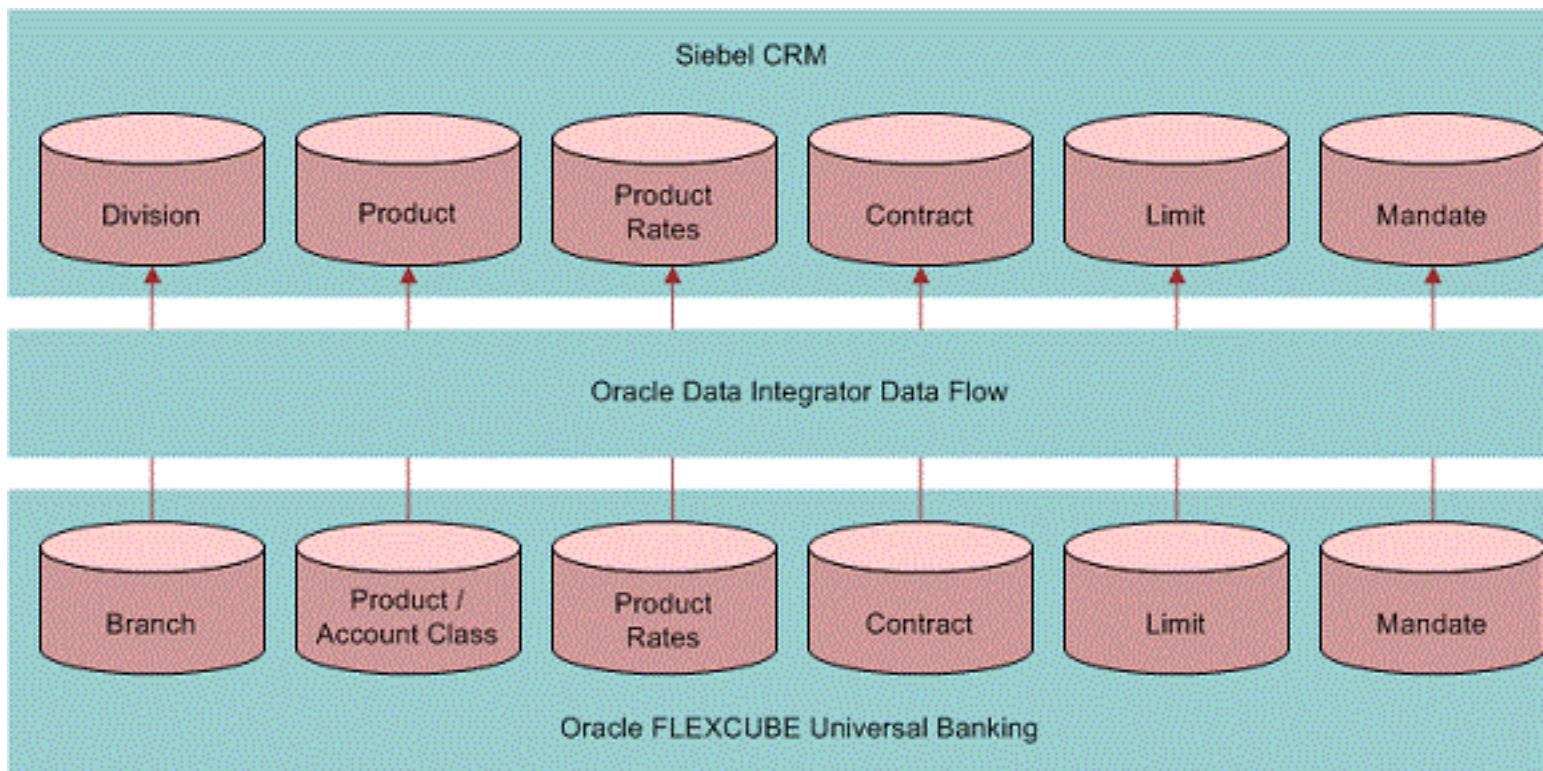 Siebel CRM
Division
Product
Product
Rates
Contract
Limit
Mandate
Oracle Data Integrator Data Flow
Branch
Product /
Account Class
Product
Rates
Contract
Limit
Mandate
Oracle FLEXCUBE Universal Banking